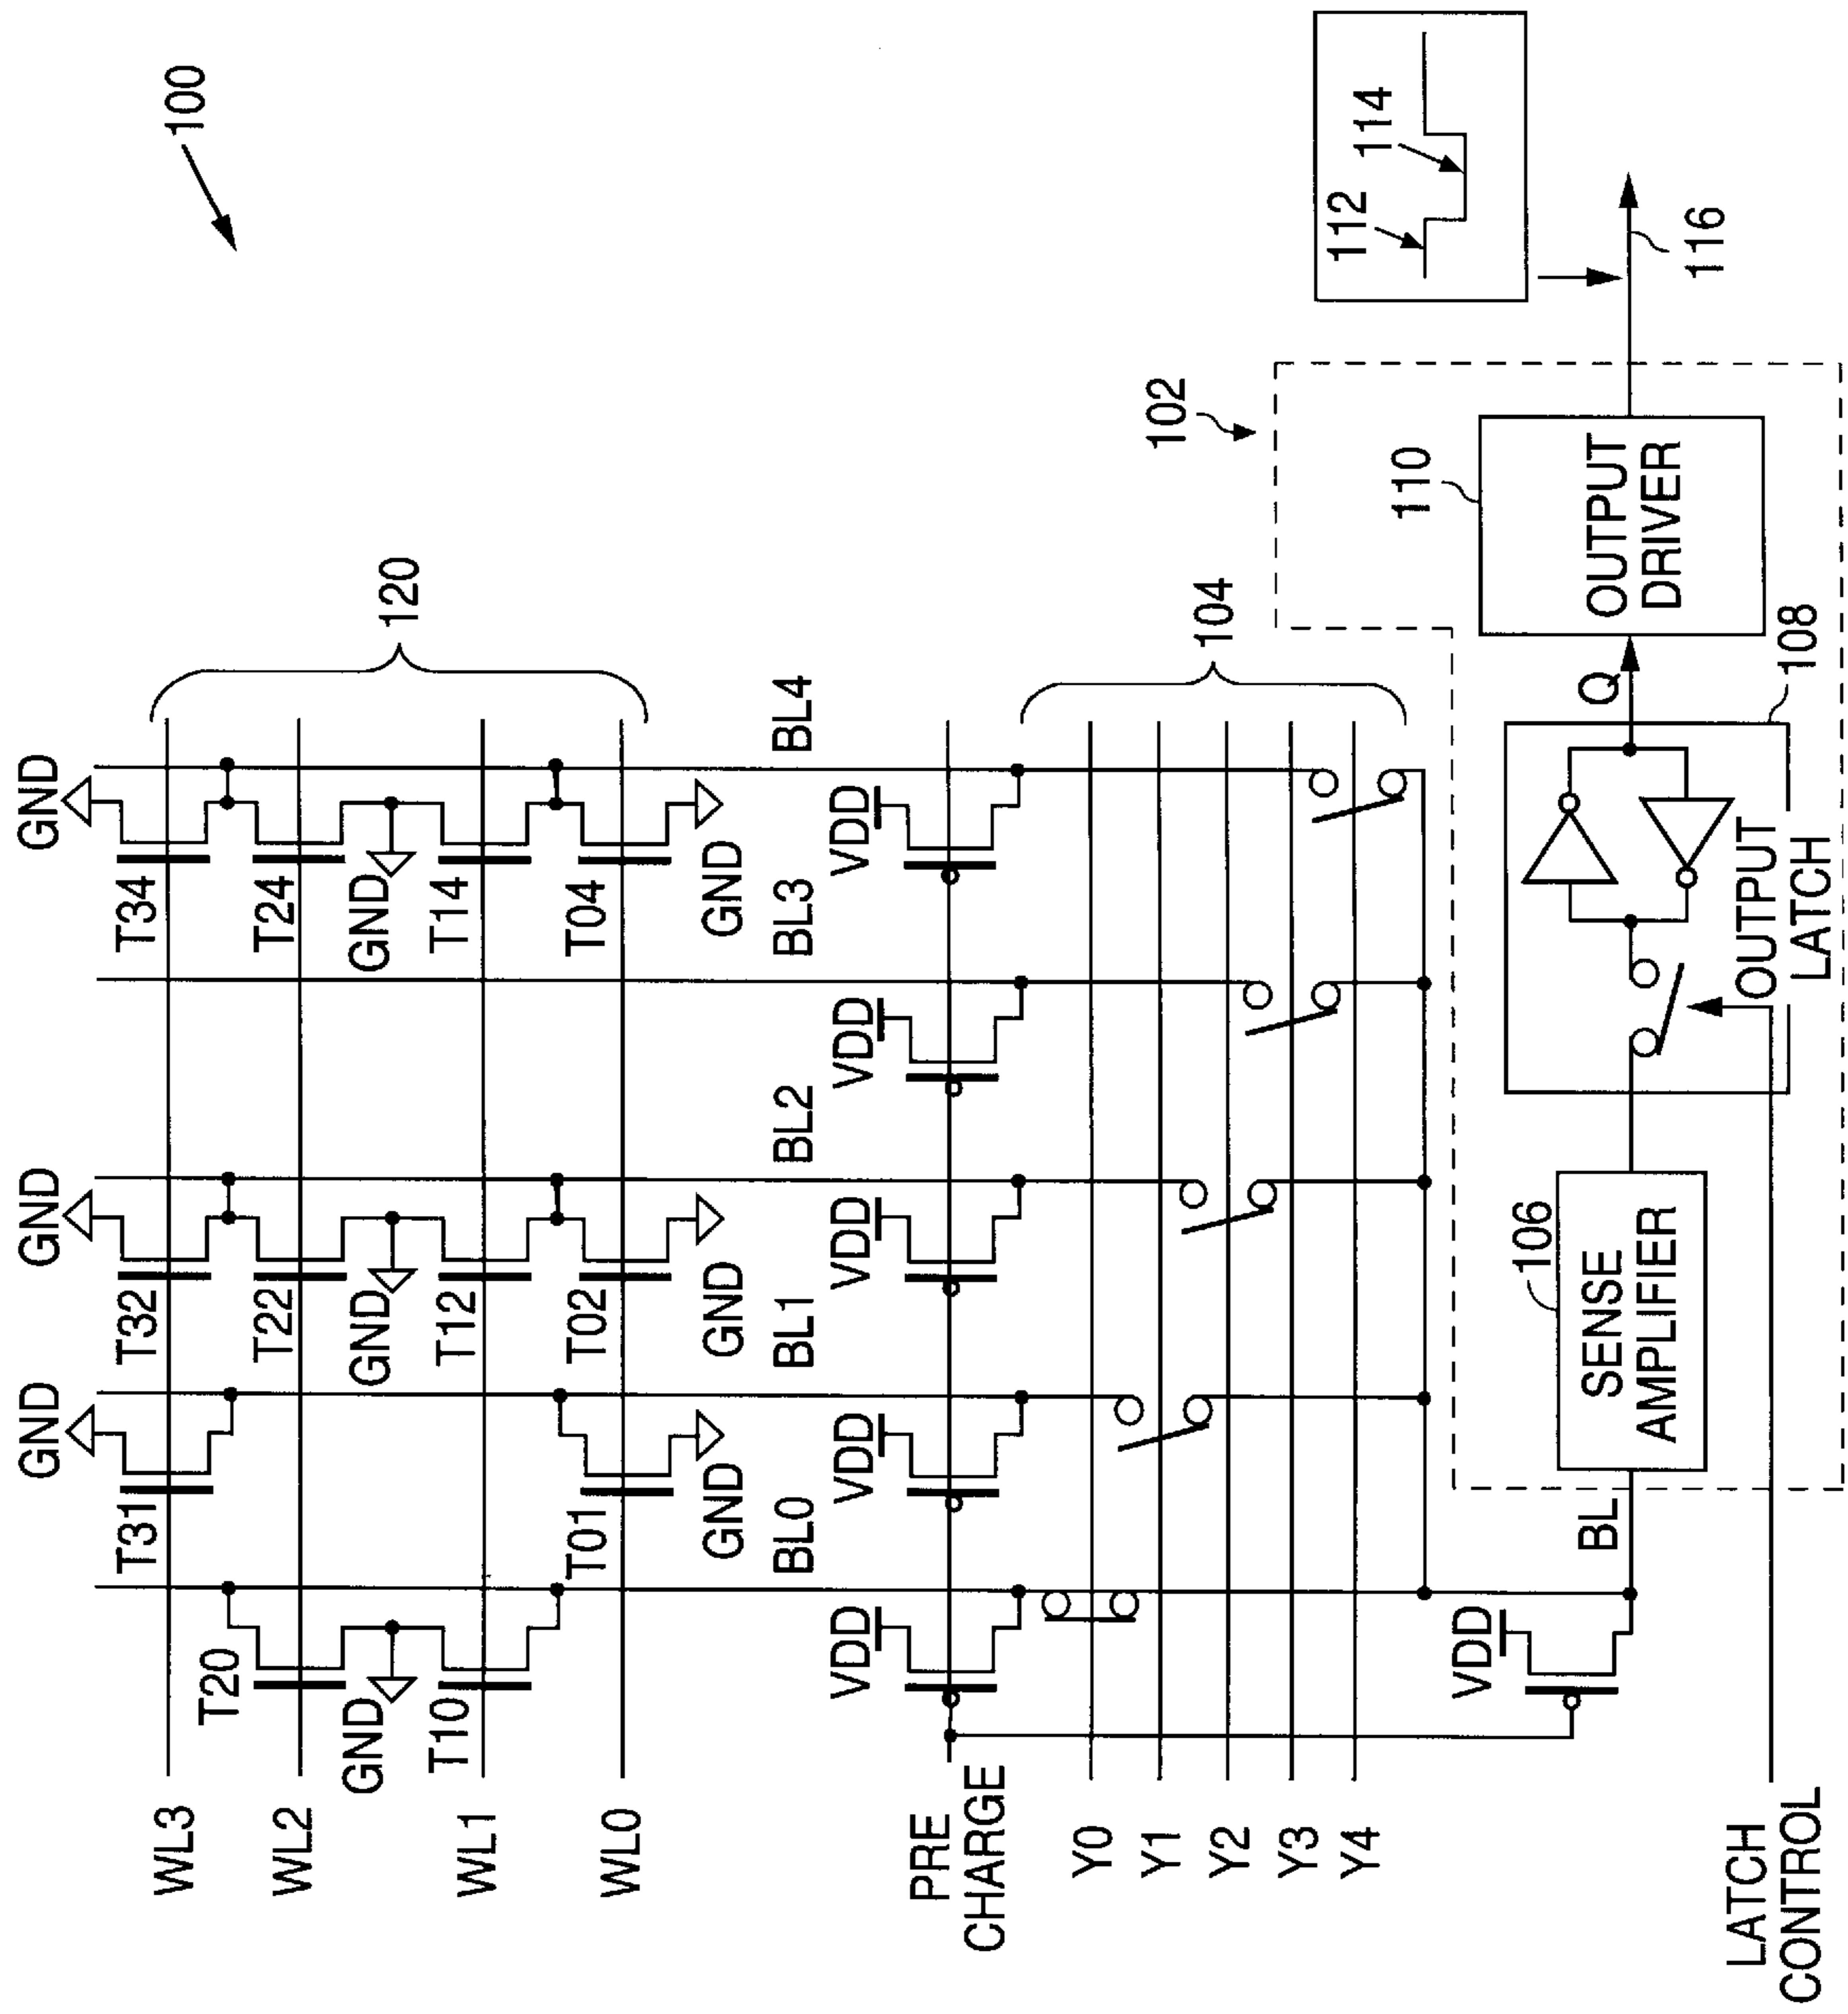 100
GND
GND
GND
GND
T31
T32
T34
120
WL3
T20
T22
T24
WL2
GND
GND
GND
T10
T12
T14
WL1
T01
T02
T04
WL0
GND
GND
GND
BL0
BL1
BL2
BL3
BL4
VDD
VDD
VDD
VDD
VDD
PRE
CHARGE
104
Y0
Y1
Y2
Y3
Y4
102
112
114
VDD
BL
106
SENSE
AMPLIFIER
Q
110
OUTPUT
DRIVER
116
OUTPUT
LATCH
108
LATCH
CONTROL